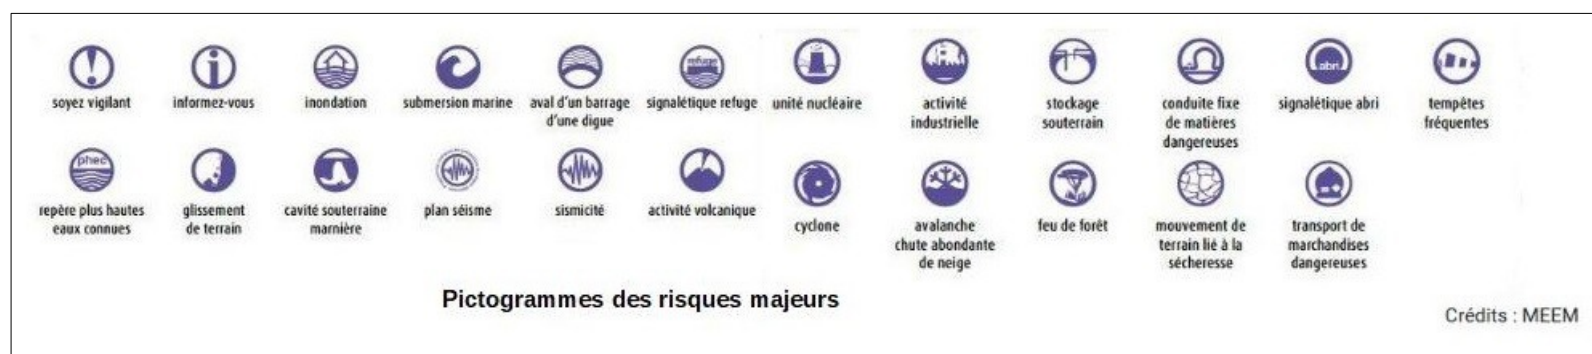 soyez vigilant
informez-vous
inondation
submersion marine
aval d'un barrage
d'une digue
refuge
signalétique refuge
unité nucléaire
activité
industrielle
stockage
souterrain
conduite fixe
de matières
dangereuses
abri
signalétique abri
tempêtes
fréquentes
phec
repère plus hautes
eaux connues
glissement
de terrain
cavité souterraine
marnière
plan séisme
sismicité
activité volcanique
cyclone
avalanche
chute abondante
de neige
feu de forêt
mouvement de
terrain lié à la
sécheresse
transport de
marchandises
dangereuses
Pictogrammes des risques majeurs
Crédits : MEEM